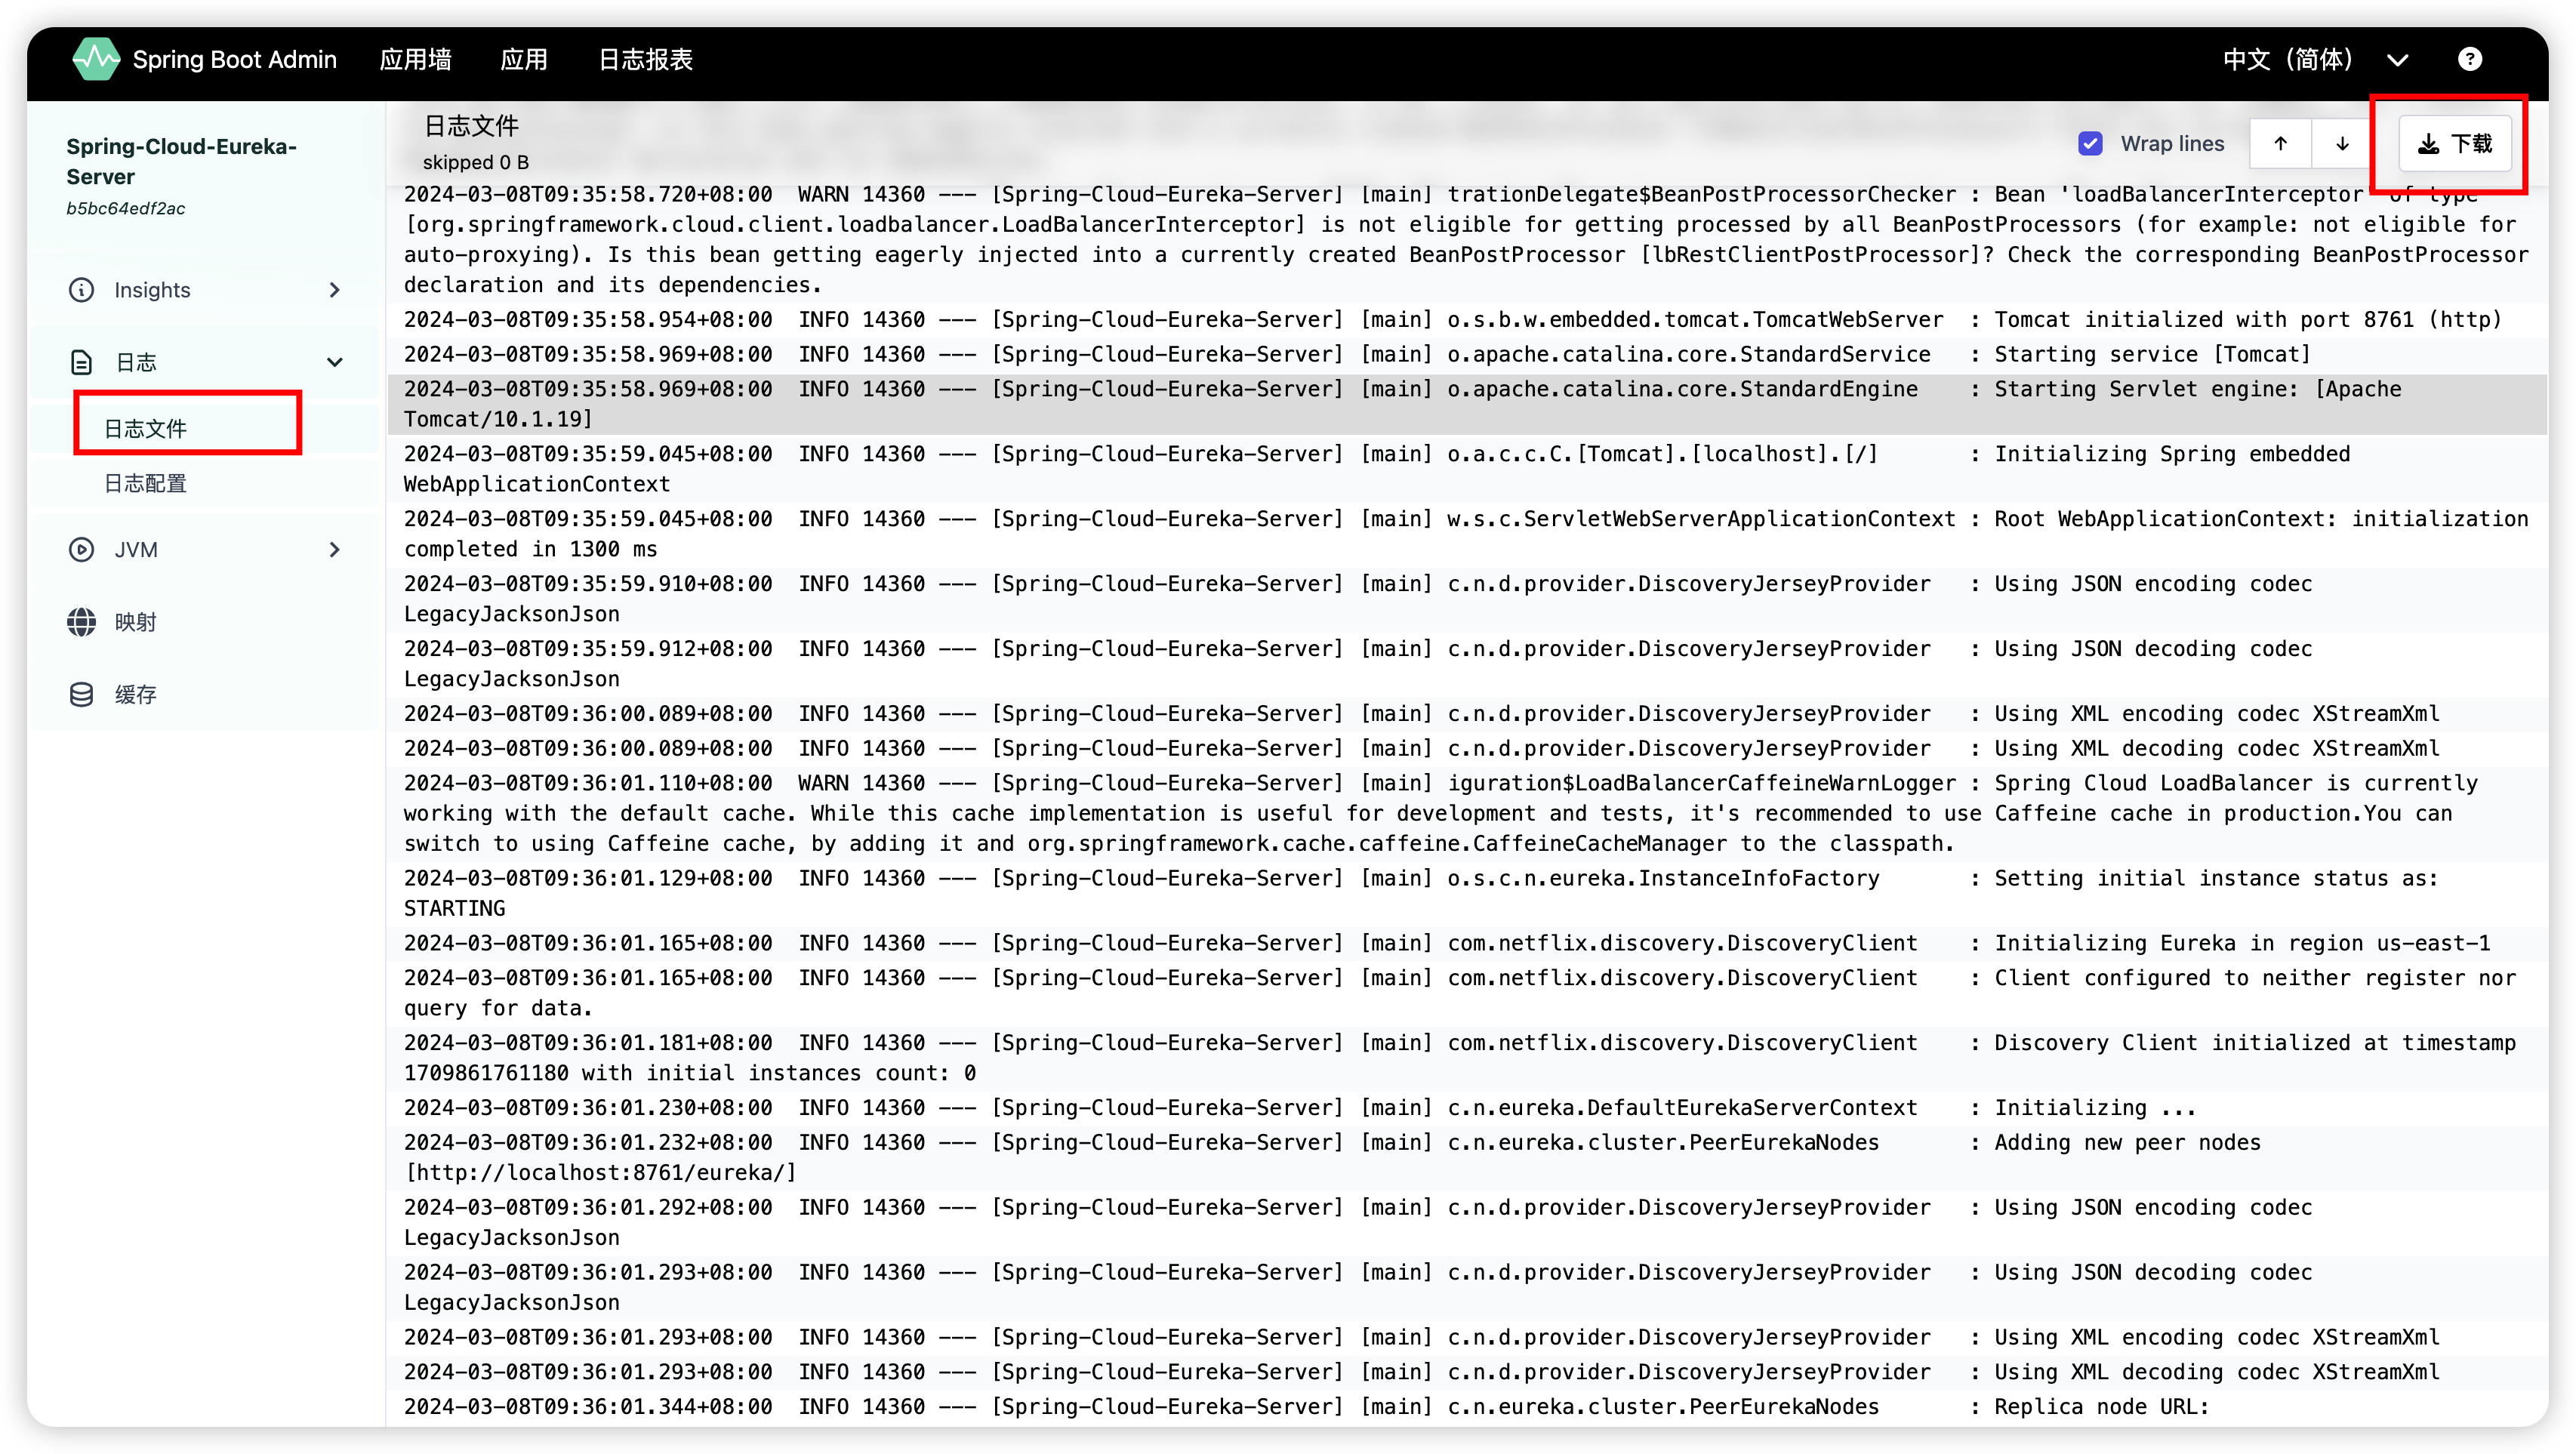 Spring Boot Admin 应用墙 应用 日志报表 中文（简体） ?
Spring-Cloud-Eureka-
Server
b5bc64edf2ac
Insights
日志
日志文件
日志配置
JVM
映射
缓存
日志文件
skipped 0 B
Wrap lines ↑ ↓ 下载
2024-03-08T09:35:58.720+08:00  WARN 14360 --- [Spring-Cloud-Eureka-Server] [main] trationDelegate$BeanPostProcessorChecker : Bean 'loadBalancerInterceptor' of type
[org.springframework.cloud.client.loadbalancer.LoadBalancerInterceptor] is not eligible for getting processed by all BeanPostProcessors (for example: not eligible for
auto-proxying). Is this bean getting eagerly injected into a currently created BeanPostProcessor [lbRestClientPostProcessor]? Check the corresponding BeanPostProcessor
declaration and its dependencies.
2024-03-08T09:35:58.954+08:00  INFO 14360 --- [Spring-Cloud-Eureka-Server] [main] o.s.b.w.embedded.tomcat.TomcatWebServer  : Tomcat initialized with port 8761 (http)
2024-03-08T09:35:58.969+08:00  INFO 14360 --- [Spring-Cloud-Eureka-Server] [main] o.apache.catalina.core.StandardService   : Starting service [Tomcat]
2024-03-08T09:35:58.969+08:00  INFO 14360 --- [Spring-Cloud-Eureka-Server] [main] o.apache.catalina.core.StandardEngine    : Starting Servlet engine: [Apache
Tomcat/10.1.19]
2024-03-08T09:35:59.045+08:00  INFO 14360 --- [Spring-Cloud-Eureka-Server] [main] o.a.c.c.C.[Tomcat].[localhost].[/]       : Initializing Spring embedded
WebApplicationContext
2024-03-08T09:35:59.045+08:00  INFO 14360 --- [Spring-Cloud-Eureka-Server] [main] w.s.c.ServletWebServerApplicationContext : Root WebApplicationContext: initialization
completed in 1300 ms
2024-03-08T09:35:59.910+08:00  INFO 14360 --- [Spring-Cloud-Eureka-Server] [main] c.n.d.provider.DiscoveryJerseyProvider   : Using JSON encoding codec
LegacyJacksonJson
2024-03-08T09:35:59.912+08:00  INFO 14360 --- [Spring-Cloud-Eureka-Server] [main] c.n.d.provider.DiscoveryJerseyProvider   : Using JSON decoding codec
LegacyJacksonJson
2024-03-08T09:36:00.089+08:00  INFO 14360 --- [Spring-Cloud-Eureka-Server] [main] c.n.d.provider.DiscoveryJerseyProvider   : Using XML encoding codec XStreamXml
2024-03-08T09:36:00.089+08:00  INFO 14360 --- [Spring-Cloud-Eureka-Server] [main] c.n.d.provider.DiscoveryJerseyProvider   : Using XML decoding codec XStreamXml
2024-03-08T09:36:01.110+08:00  WARN 14360 --- [Spring-Cloud-Eureka-Server] [main] iguration$LoadBalancerCaffeineWarnLogger : Spring Cloud LoadBalancer is currently
working with the default cache. While this cache implementation is useful for development and tests, it's recommended to use Caffeine cache in production.You can
switch to using Caffeine cache, by adding it and org.springframework.cache.caffeine.CaffeineCacheManager to the classpath.
2024-03-08T09:36:01.129+08:00  INFO 14360 --- [Spring-Cloud-Eureka-Server] [main] o.s.c.n.eureka.InstanceInfoFactory       : Setting initial instance status as:
STARTING
2024-03-08T09:36:01.165+08:00  INFO 14360 --- [Spring-Cloud-Eureka-Server] [main] com.netflix.discovery.DiscoveryClient    : Initializing Eureka in region us-east-1
2024-03-08T09:36:01.165+08:00  INFO 14360 --- [Spring-Cloud-Eureka-Server] [main] com.netflix.discovery.DiscoveryClient    : Client configured to neither register nor
query for data.
2024-03-08T09:36:01.181+08:00  INFO 14360 --- [Spring-Cloud-Eureka-Server] [main] com.netflix.discovery.DiscoveryClient    : Discovery Client initialized at timestamp
1709861761180 with initial instances count: 0
2024-03-08T09:36:01.230+08:00  INFO 14360 --- [Spring-Cloud-Eureka-Server] [main] c.n.eureka.DefaultEurekaServerContext    : Initializing ...
2024-03-08T09:36:01.232+08:00  INFO 14360 --- [Spring-Cloud-Eureka-Server] [main] c.n.eureka.cluster.PeerEurekaNodes       : Adding new peer nodes
[http://localhost:8761/eureka/]
2024-03-08T09:36:01.292+08:00  INFO 14360 --- [Spring-Cloud-Eureka-Server] [main] c.n.d.provider.DiscoveryJerseyProvider   : Using JSON encoding codec
LegacyJacksonJson
2024-03-08T09:36:01.293+08:00  INFO 14360 --- [Spring-Cloud-Eureka-Server] [main] c.n.d.provider.DiscoveryJerseyProvider   : Using JSON decoding codec
LegacyJacksonJson
2024-03-08T09:36:01.293+08:00  INFO 14360 --- [Spring-Cloud-Eureka-Server] [main] c.n.d.provider.DiscoveryJerseyProvider   : Using XML encoding codec XStreamXml
2024-03-08T09:36:01.293+08:00  INFO 14360 --- [Spring-Cloud-Eureka-Server] [main] c.n.d.provider.DiscoveryJerseyProvider   : Using XML decoding codec XStreamXml
2024-03-08T09:36:01.344+08:00  INFO 14360 --- [Spring-Cloud-Eureka-Server] [main] c.n.eureka.cluster.PeerEurekaNodes       : Replica node URL: